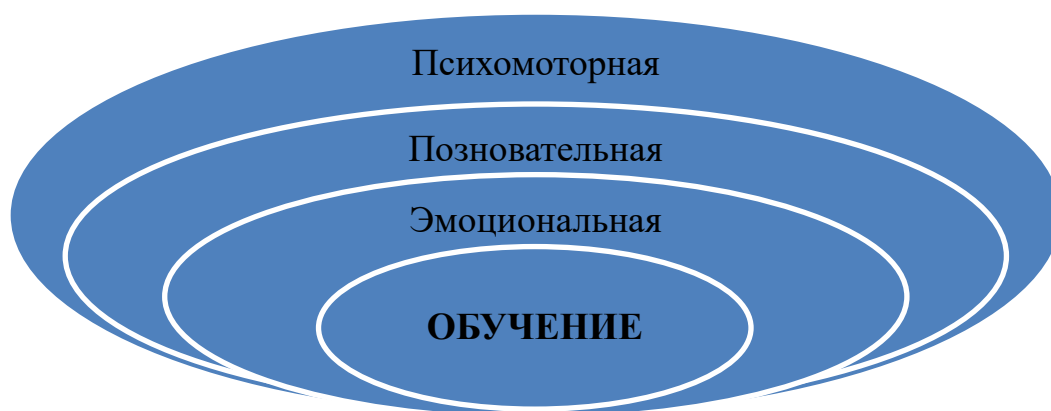 Психомоторная
Позновательная
Эмоциональная
ОБУЧЕНИЕ